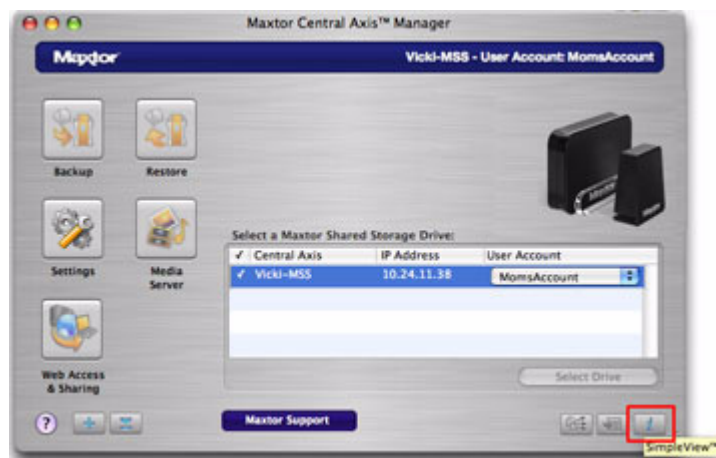 Maxtor Central Axis™ Manager
Maxtor
Vicki-MSS - User Account: MomsAccount
Backup
Restore
Select a Maxtor Shared Storage Drive:
✓ Central Axis IP Address User Account
✓ Vicki-MSS 10.24.11.38 MomsAccount
Settings
Media
Server
Web Access
& Sharing
Select Drive
?
Maxtor Support
i
SimpleView™